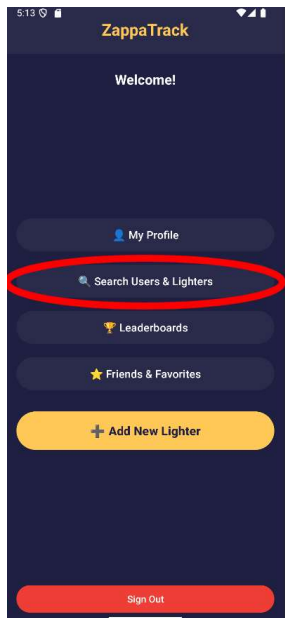 5:13
ZappaTrack
Welcome!
My Profile
Search Users & Lighters
Leaderboards
Friends & Favorites
Add New Lighter
Sign Out